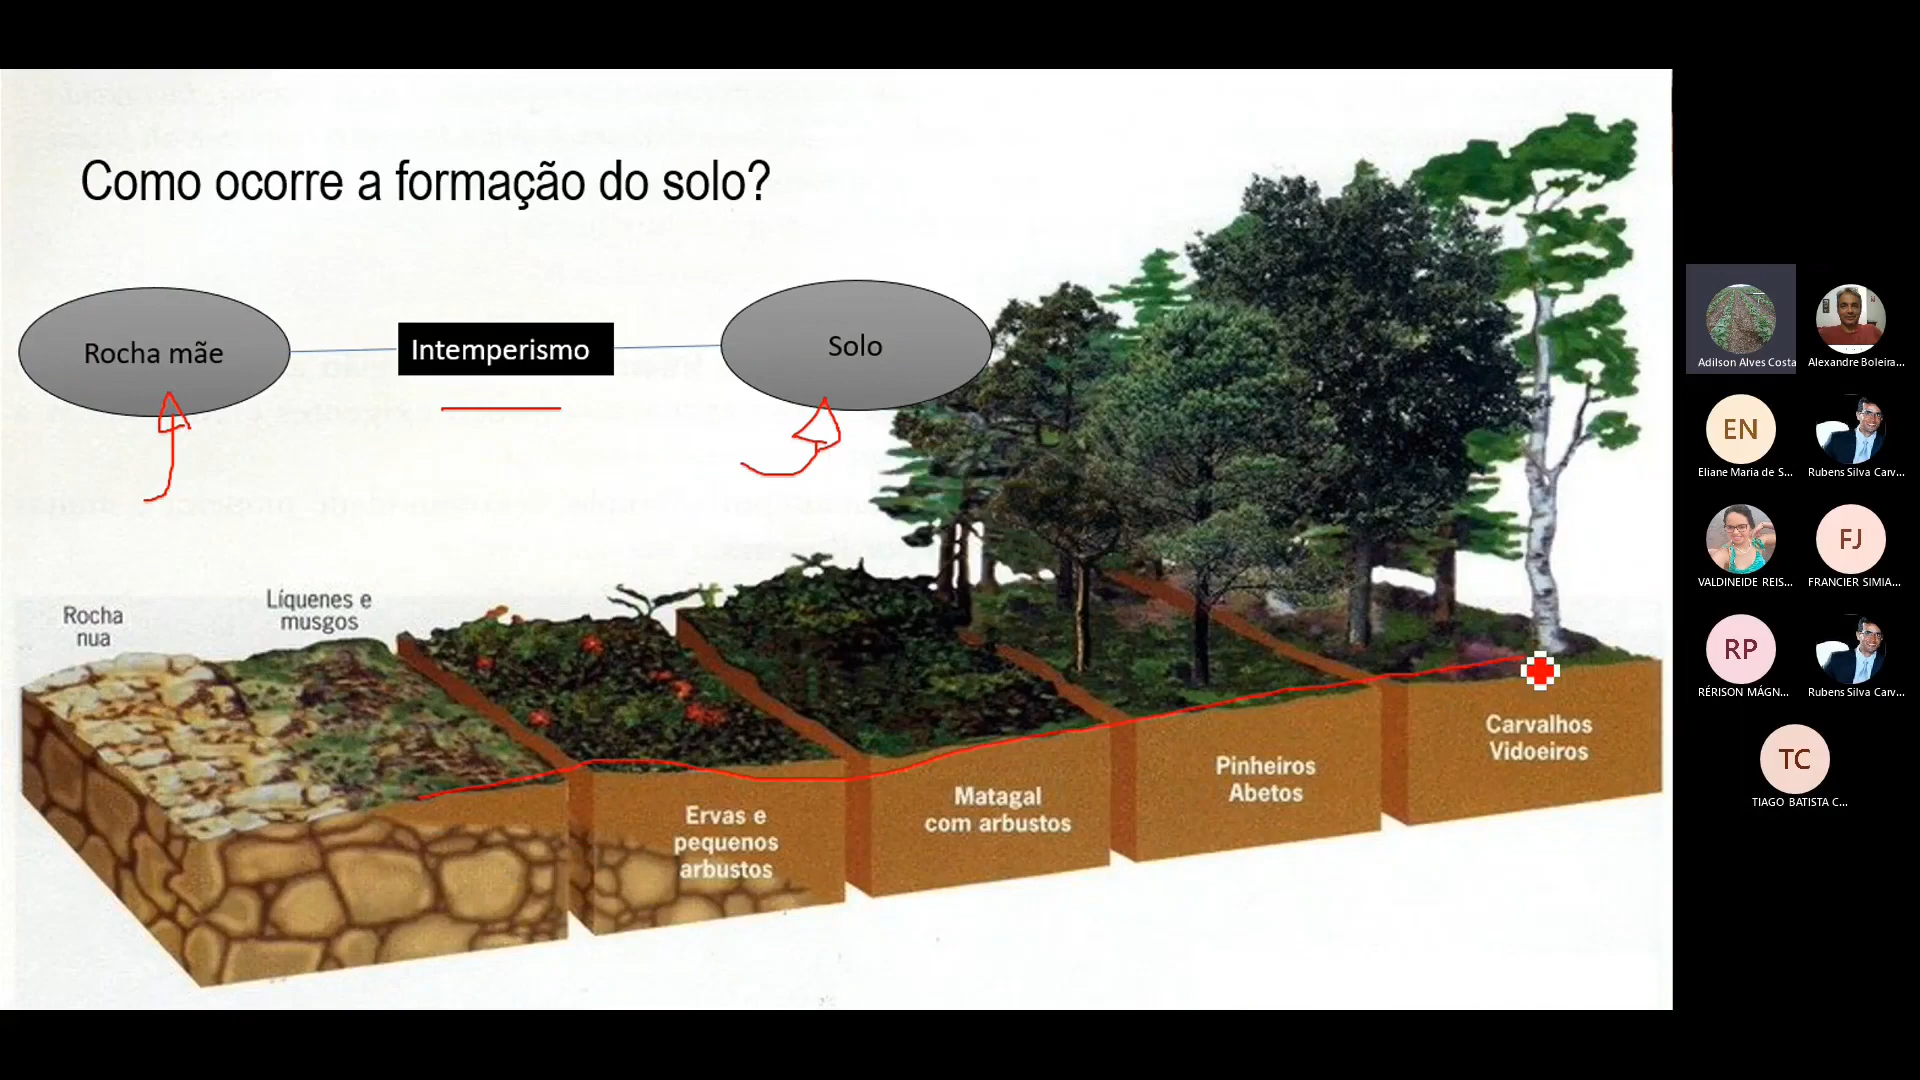 Como ocorre a formação do solo?
Rocha mãe
Intemperismo
Solo
Rocha
nua
Líquenes e
musgos
Ervas e
pequenos
arbustos
Matagal
com arbustos
Pinheiros
Abetos
Carvalhos
Vidoeiros
Adilson Alves Costa
Alexandre Boleira...
EN
Eliane Maria de S...
Rubens Silva Carv...
VALDINEIDE REIS...
FJ
FRANCIER SIMIA...
RP
RÉRISON MÁGN...
Rubens Silva Carv...
TC
TIAGO BATISTA C...